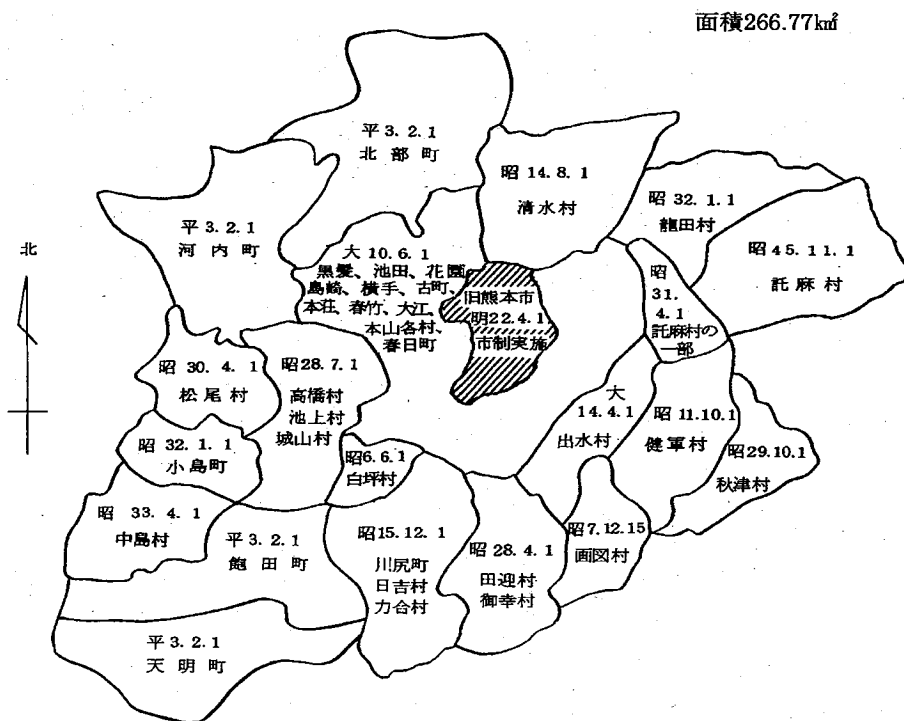 面積266.77k㎡
平3.2.1
北部町
昭14.8.1
清水村
昭32.1.1
龍田村
昭45.11.1
託麻村
平3.2.1
河内町
北
大10.6.1
黒髪、池田、花園
島崎、横手、古町、
本荘、春竹、大江、
本山各村、
春日町
旧熊本市
明22.4.1
市制実施
昭
31.
4.1
託麻村の
一部
昭30.4.1
松尾村
昭28.7.1
高橋村
池上村
城山村
大
14.4.1
出水村
昭11.10.1
健軍村
昭29.10.1
秋津村
昭32.1.1
小島町
昭6.6.1
白坪村
昭33.4.1
中島村
平3.2.1
飽田町
昭15.12.1
川尻町
日吉村
力合村
昭28.4.1
田迎村
御幸村
昭7.12.15
画図村
平3.2.1
天明町